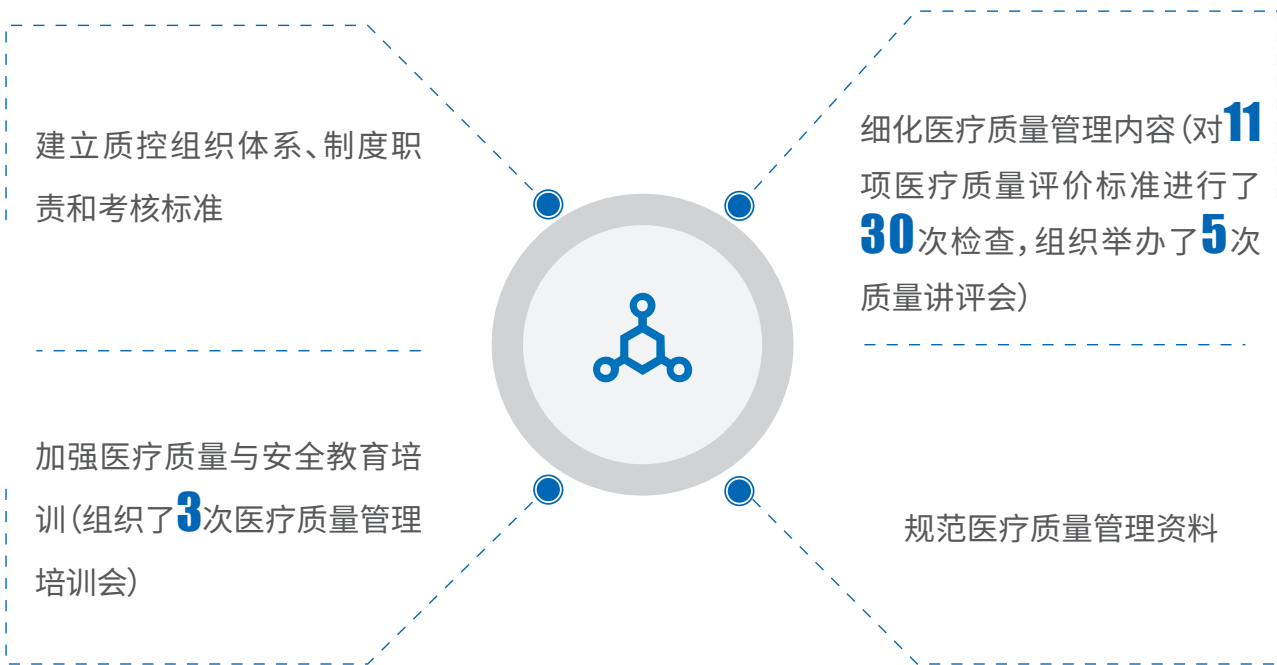 建立质控组织体系、制度职
责和考核标准
细化医疗质量管理内容(对11
项医疗质量评价标准进行了
30次检查,组织举办了5次
质量讲评会)
加强医疗质量与安全教育培
训(组织了3次医疗质量管理
培训会)
规范医疗质量管理资料